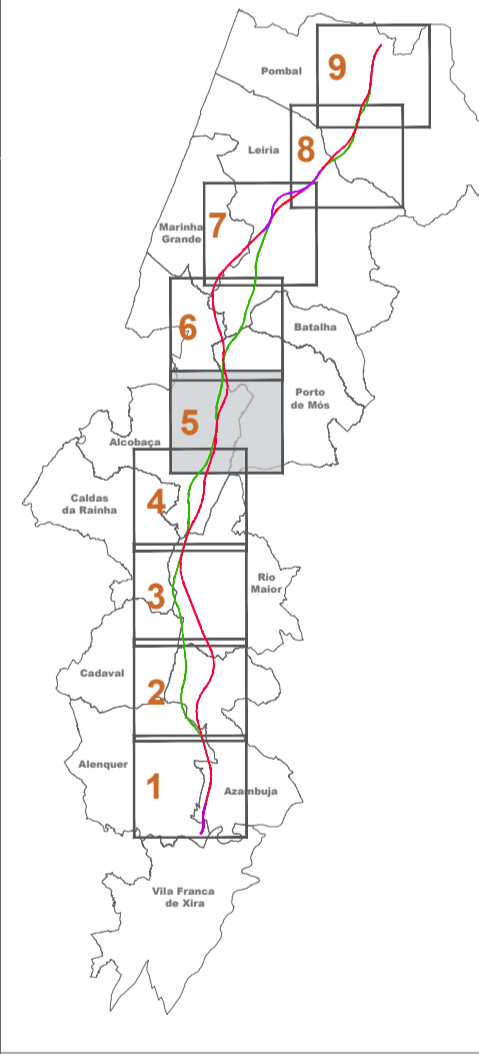 9
Pombal
8
Leiria
7
Marinha
Grande
6
Batalha
Porto
de Mós
5
Alcobaça
4
Caldas
da Rainha
Rio
Maior
3
Cadaval
2
Alenquer
1
Azambuja
Vila Franca
de Xira